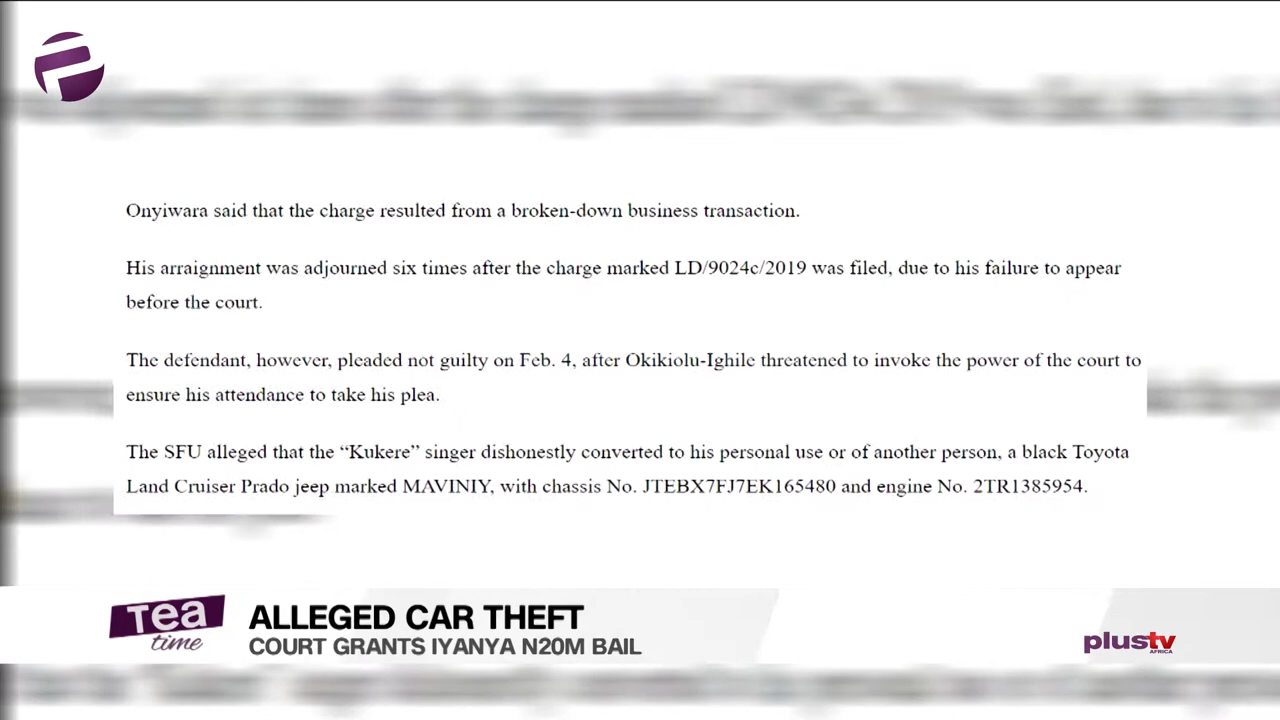 Onyiwara said that the charge resulted from a broken-down business transaction.
His arraignment was adjourned six times after the charge marked LD/9024c/2019 was filed, due to his failure to appear
before the court.
The defendant, however, pleaded not guilty on Feb. 4, after Okikiolu-Ighile threatened to invoke the power of the court to
ensure his attendance to take his plea.
The SFU alleged that the “Kukere” singer dishonestly converted to his personal use or of another person, a black Toyota
Land Cruiser Prado jeep marked MAVINIY, with chassis No. JTEBX7FJ7EK165480 and engine No. 2TR1385954.
Tea
time
ALLEGED CAR THEFT
COURT GRANTS IYANYA N20M BAIL
plustv
AFRICA